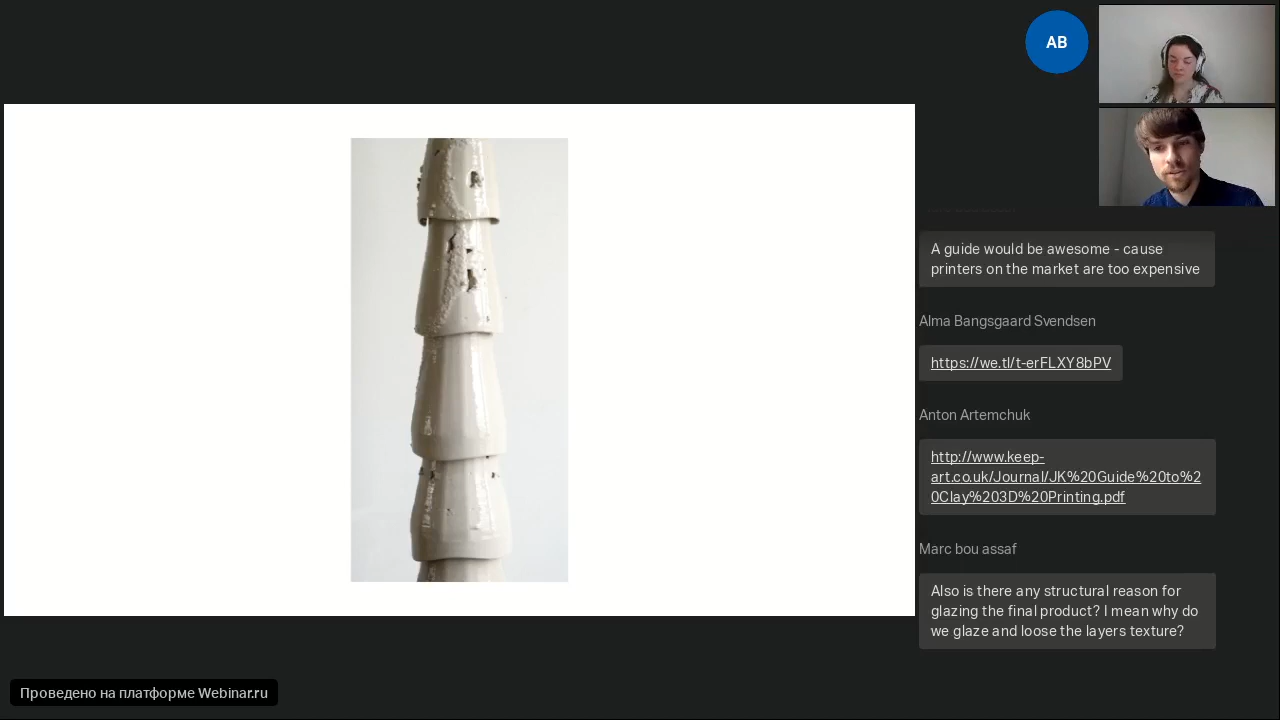 AB
A guide would be awesome - cause
printers on the market are too expensive
Alma Bangsgaard Svendsen
https://we.tl/t-erFLXY8bPV
Anton Artemchuk
http://www.keep-
art.co.uk/Journal/JK%20Guide%20to%2
0Clay%203D%20Printing.pdf
Marc bou assaf
Also is there any structural reason for
glazing the final product? I mean why do
we glaze and loose the layers texture?
Проведено на платформе Webinar.ru